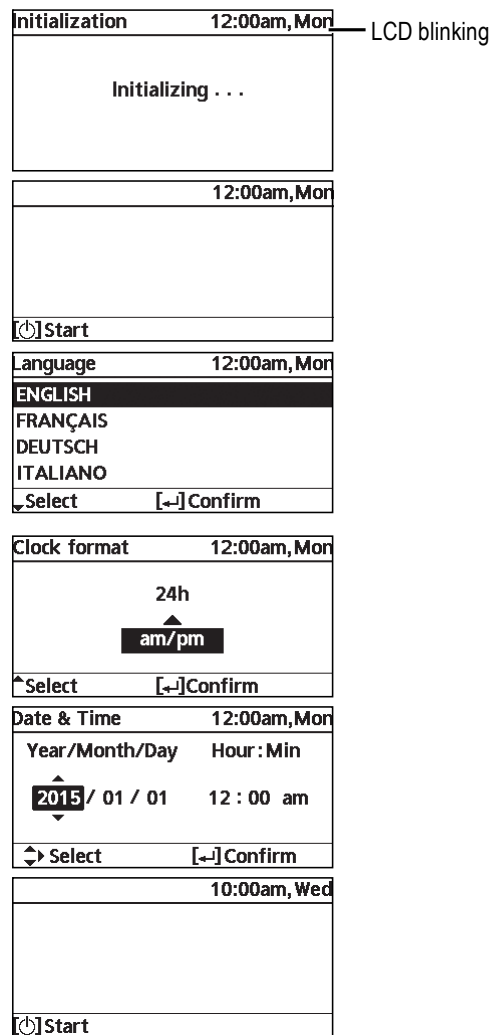 Initialization 12:00am,Mon
LCD blinking
Initializing . . .
12:00am,Mon
[⏻]Start
Language 12:00am,Mon
ENGLISH
FRANÇAIS
DEUTSCH
ITALIANO
Select [↵]Confirm
Clock format 12:00am,Mon
24h
am/pm
Select [↵]Confirm
Date & Time 12:00am,Mon
Year/Month/Day Hour:Min
2015 / 01 / 01 12 : 00 am
Select [↵]Confirm
10:00am,Wed
[⏻]Start